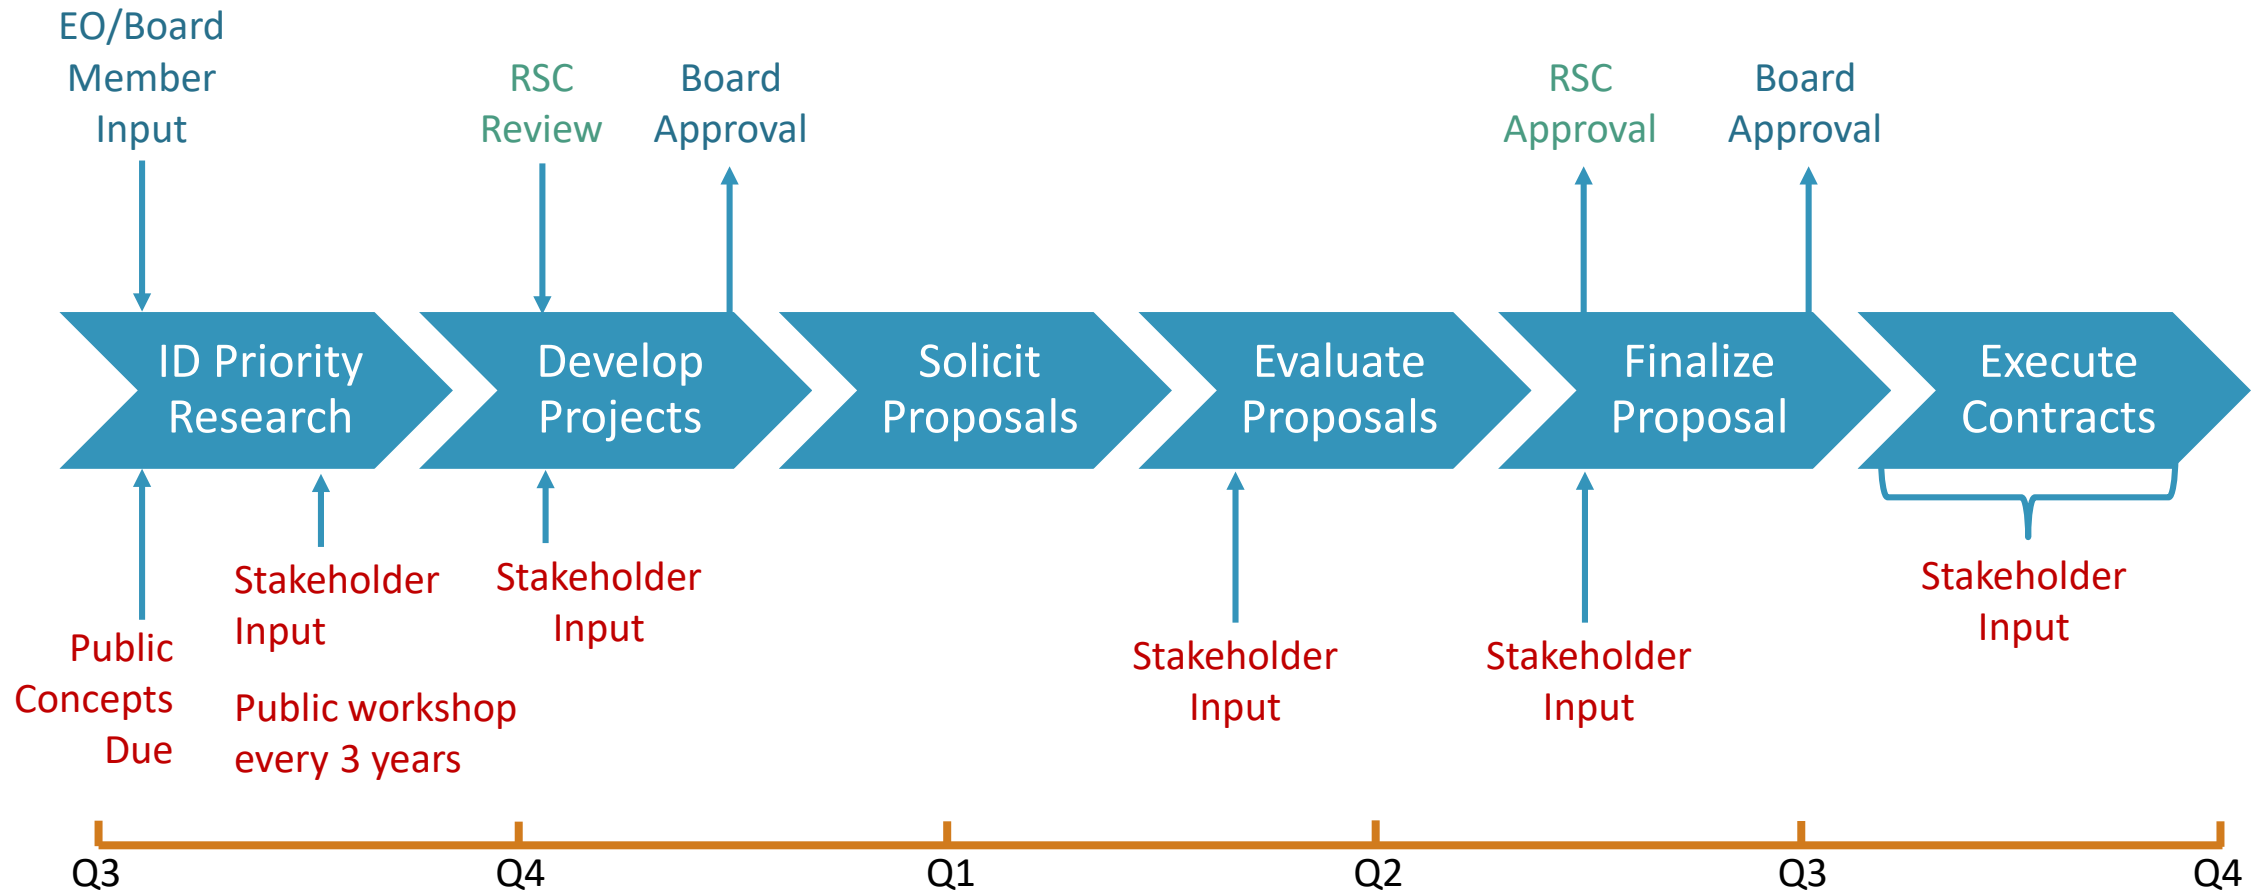 EO/Board
Member
Input
RSC
Review
Board
Approval
RSC
Approval
Board
Approval
ID Priority
Research
Develop
Projects
Solicit
Proposals
Evaluate
Proposals
Finalize
Proposal
Execute
Contracts
Public
Concepts
Due
Stakeholder
Input
Public workshop
every 3 years
Stakeholder
Input
Stakeholder
Input
Stakeholder
Input
Stakeholder
Input
Q3
Q4
Q1
Q2
Q3
Q4